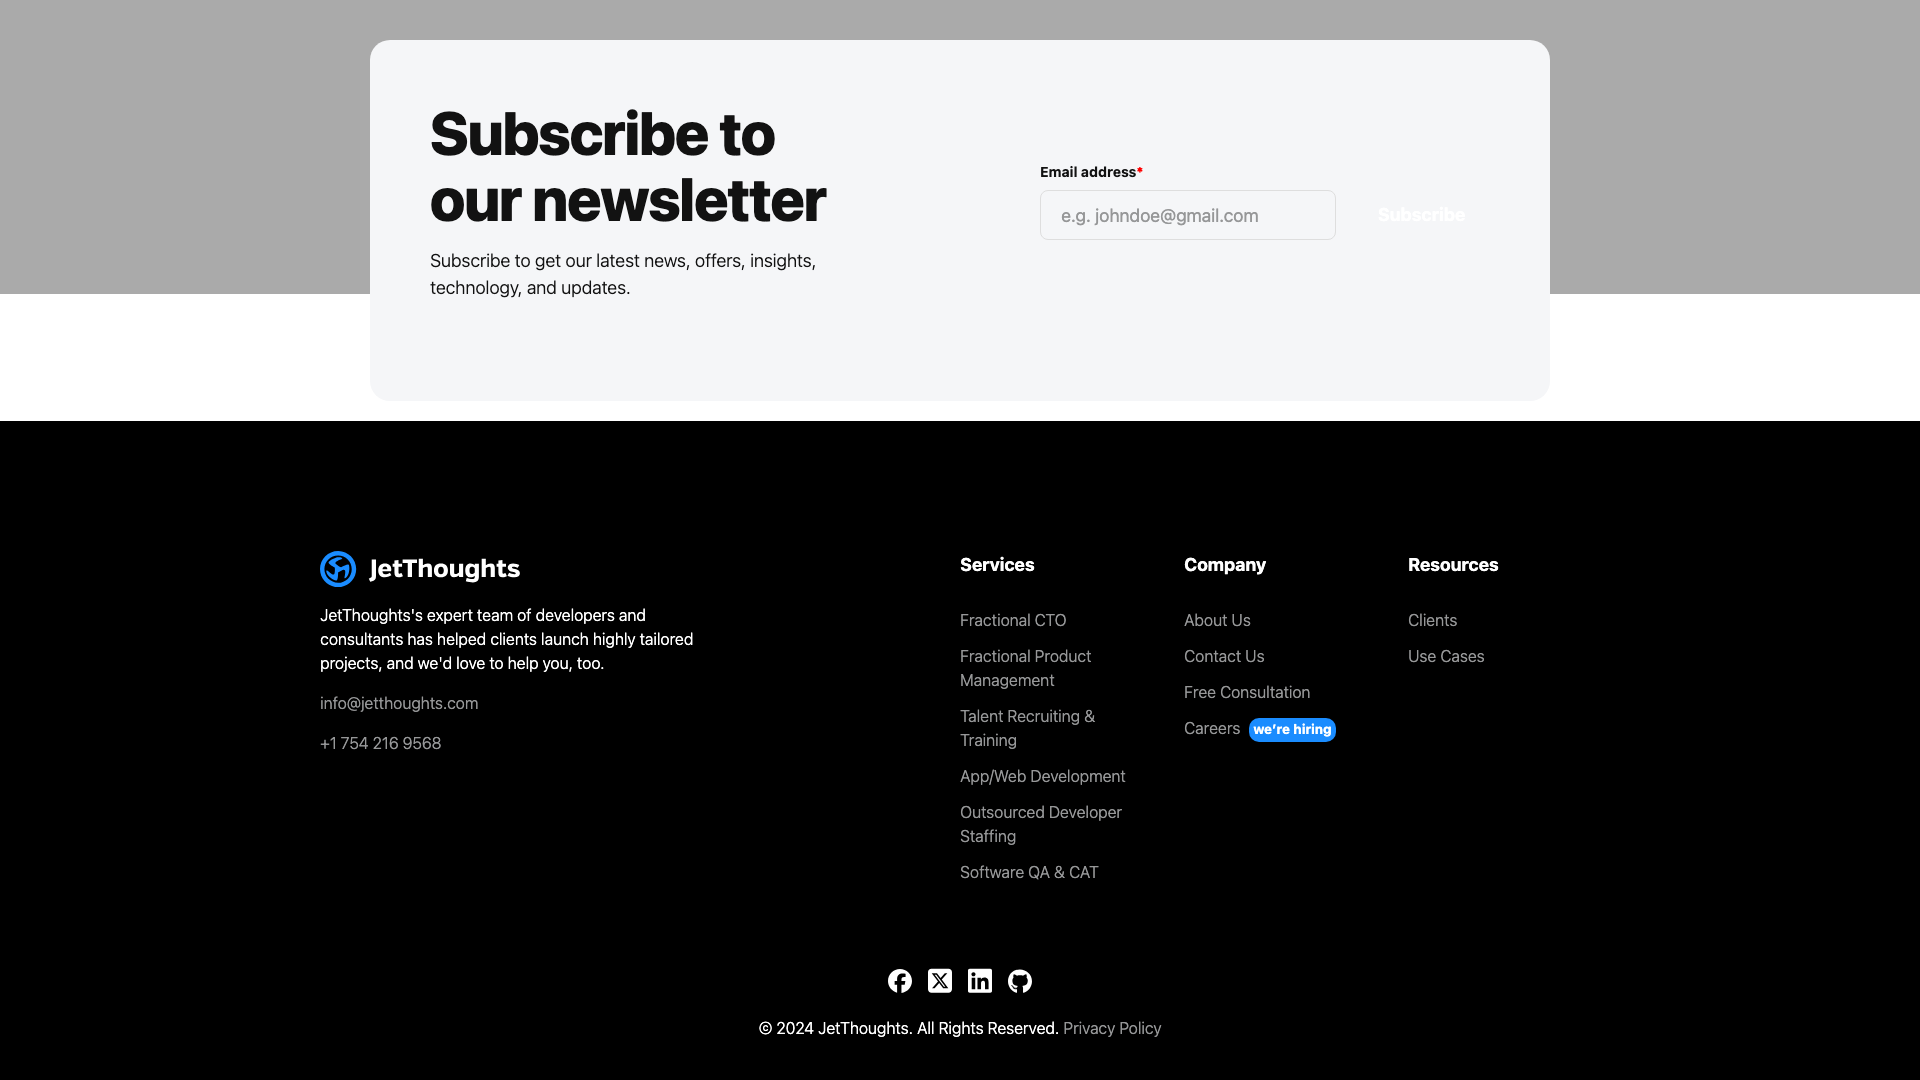 Subscribe to
our newsletter
Subscribe to get our latest news, offers, insights,
technology, and updates.
Email address*
e.g. johndoe@gmail.com
Subscribe
JetThoughts
JetThoughts's expert team of developers and
consultants has helped clients launch highly tailored
projects, and we'd love to help you, too.
info@jetthoughts.com
+1 754 216 9568
Services
Fractional CTO
Fractional Product
Management
Talent Recruiting &
Training
App/Web Development
Outsourced Developer
Staffing
Software QA & CAT
Company
About Us
Contact Us
Free Consultation
Careers we’re hiring
Resources
Clients
Use Cases
© 2024 JetThoughts. All Rights Reserved. Privacy Policy